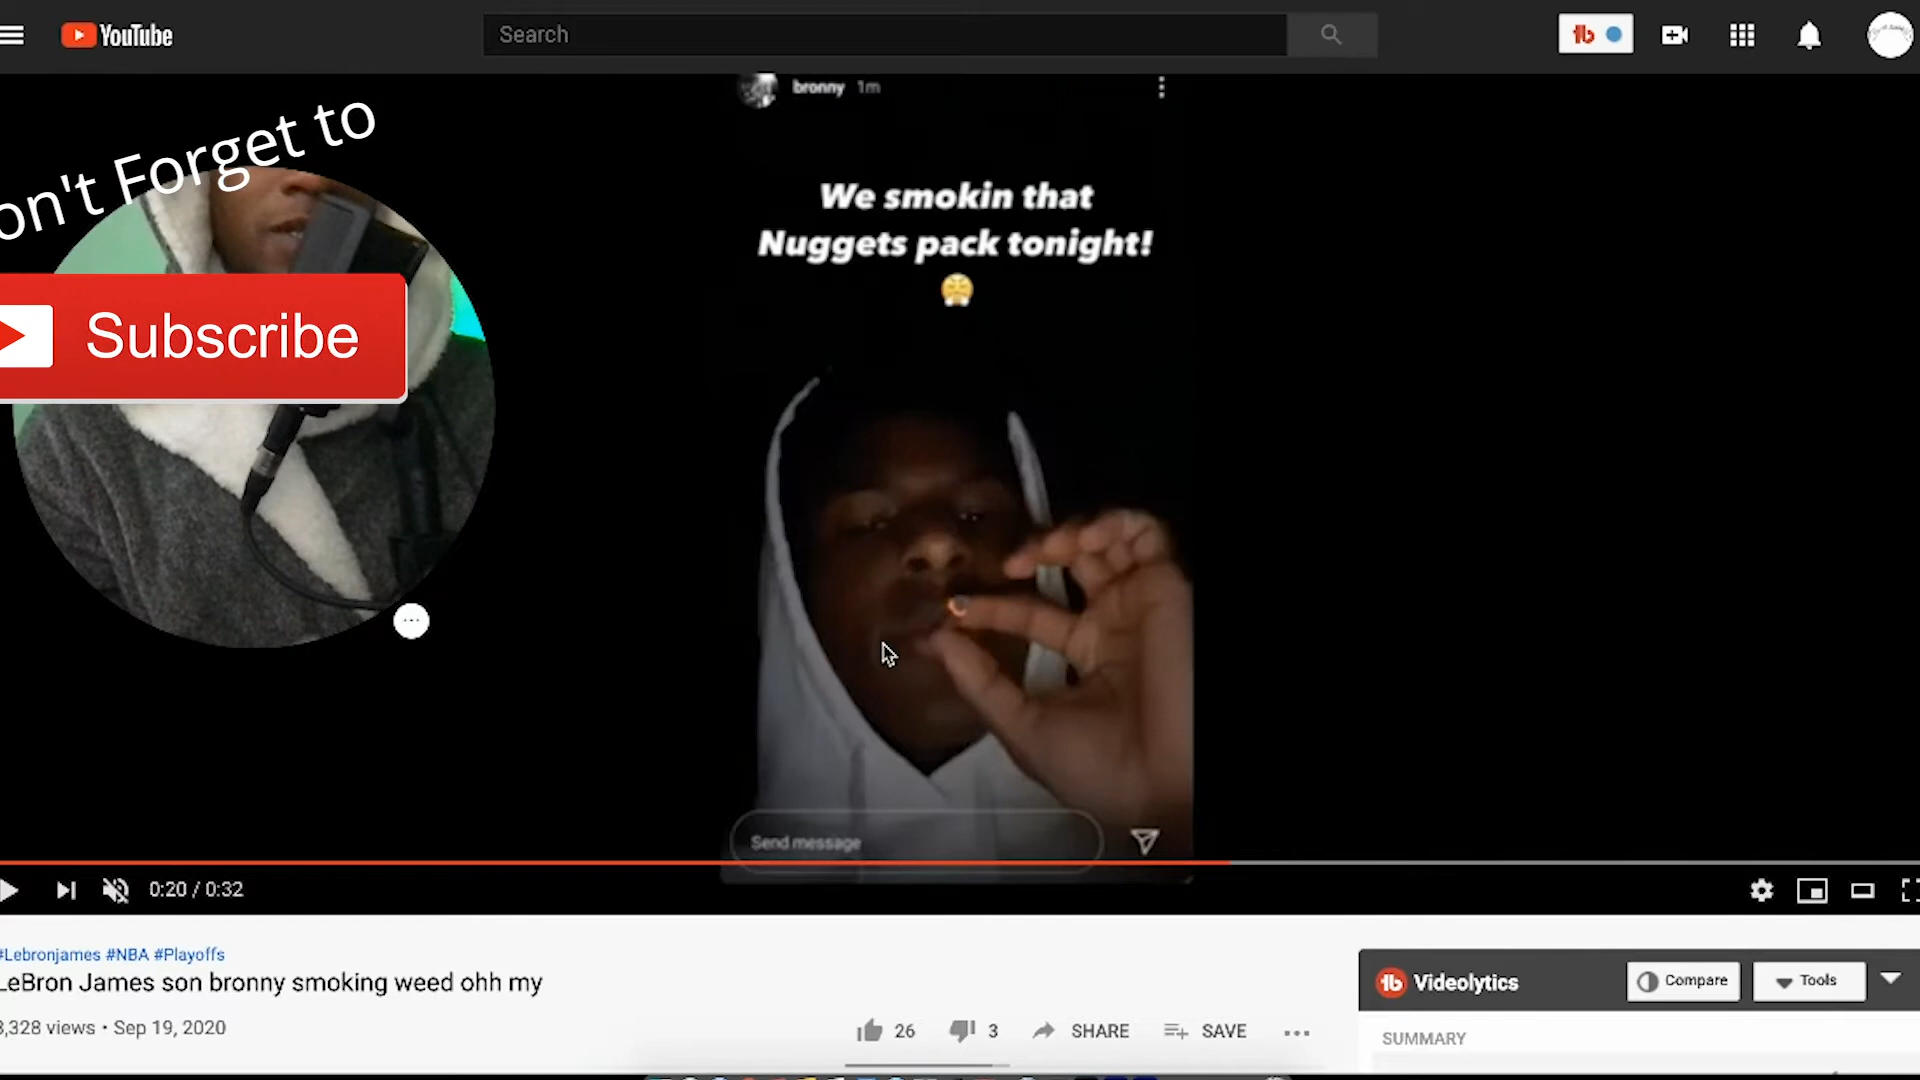 YouTube
Search
bronny 1m
on't Forget to
We smokin that
Nuggets pack tonight!
Subscribe
Send message
0:20 / 0:32
#Lebronjames #NBA #Playoffs
LeBron James son bronny smoking weed ohh my
3,328 views • Sep 19, 2020
26
3
SHARE
SAVE
Videolytics
Compare
Tools
SUMMARY